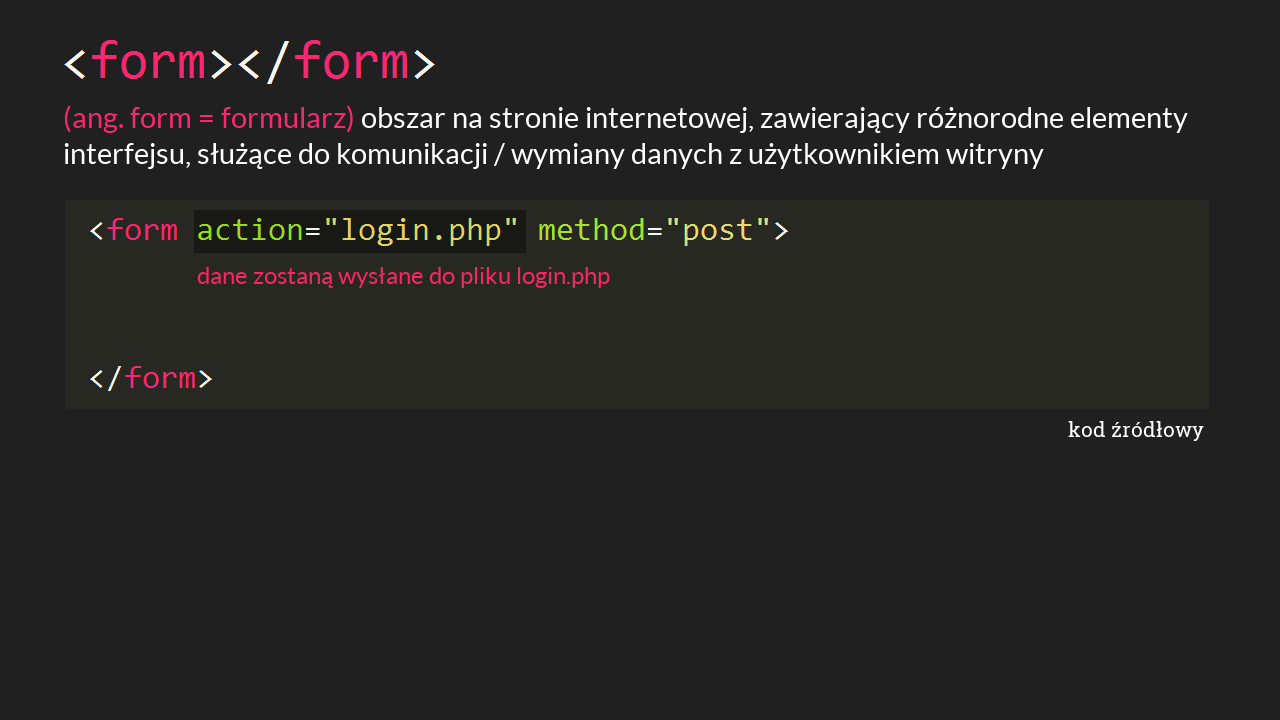 <form></form>
(ang. form = formularz) obszar na stronie internetowej, zawierający różnorodne elementy
interfejsu, służące do komunikacji / wymiany danych z użytkownikiem witryny
<form action="login.php" method="post">
dane zostaną wysłane do pliku login.php
</form>
kod źródłowy